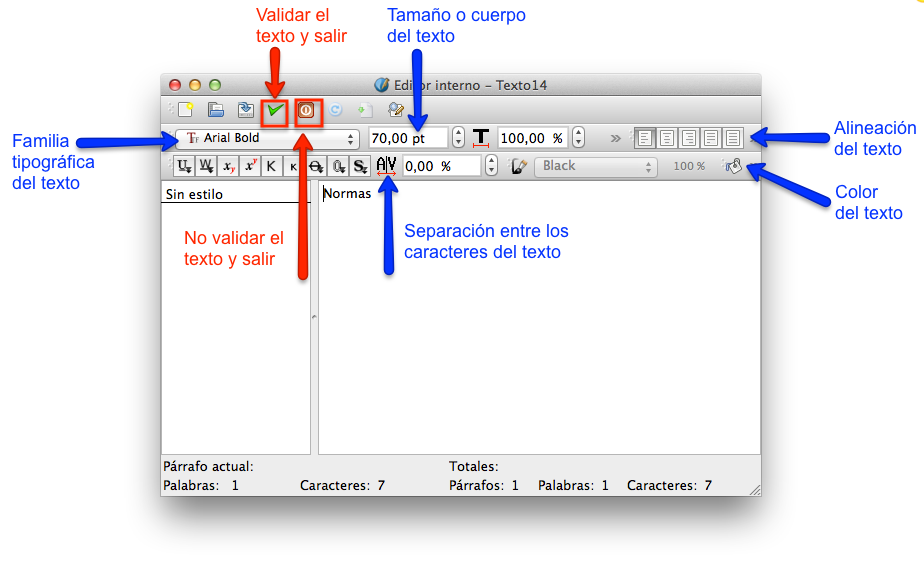 Validar el
texto y salir
Tamaño o cuerpo
del texto
Editor interno – Texto14
Familia
tipográfica
del texto
Arial Bold
70,00 pt
100,00 %
»
Alineación
del texto
U W x y x y K K O O S
A|V
0,00 %
Black
100 %
Color
del texto
Sin estilo
Normas
No validar el
texto y salir
Separación entre los
caracteres del texto
Párrafo actual:
Totales:
Palabras: 1
Caracteres: 7
Párrafos: 1
Palabras: 1
Caracteres: 7